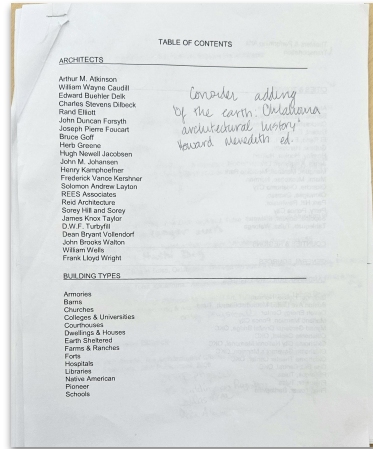 TABLE OF CONTENTS
ARCHITECTS
Arthur M. Atkinson
William Wayne Caudill
Edward Buehler Delk
Charles Stevens Dilbeck
Rand Elliott
John Duncan Forsyth
Joseph Pierre Foucart
Bruce Goff
Herb Greene
Hugh Newell Jacobsen
John M. Johansen
Henry Kamphoefner
Frederick Vance Kershner
Solomon Andrew Layton
REES Associates
Reid Architecture
Sorey Hill and Sorey
James Knox Taylor
D.W.F. Turbyfill
Dean Bryant Vollendorf
John Brooks Walton
William Wells
Frank Lloyd Wright
Consider adding
"Of the earth: Oklahoma
architectural history"
Howard Meredith ed.
BUILDING TYPES
Armories
Barns
Churches
Colleges & Universities
Courthouses
Dwellings & Houses
Earth Sheltered
Farms & Ranches
Forts
Hospitals
Libraries
Native American
Pioneer
Schools